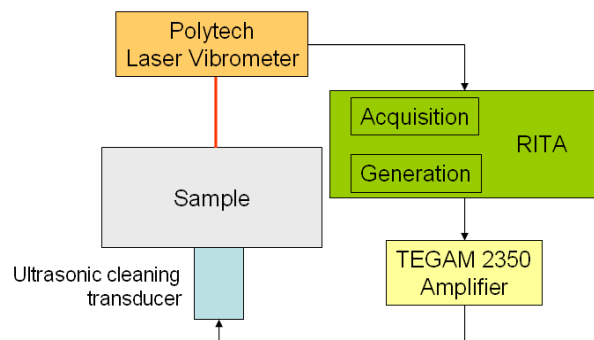 Polytech
Laser Vibrometer
Acquisition
RITA
Generation
Sample
Ultrasonic cleaning
transducer
TEGAM 2350
Amplifier